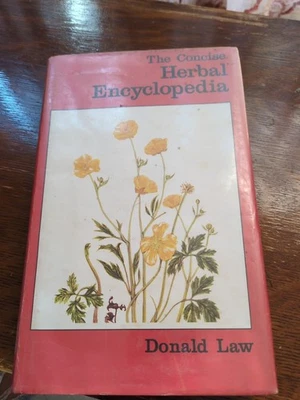 The Concise
Herbal
Encyclopedia
Donald Law